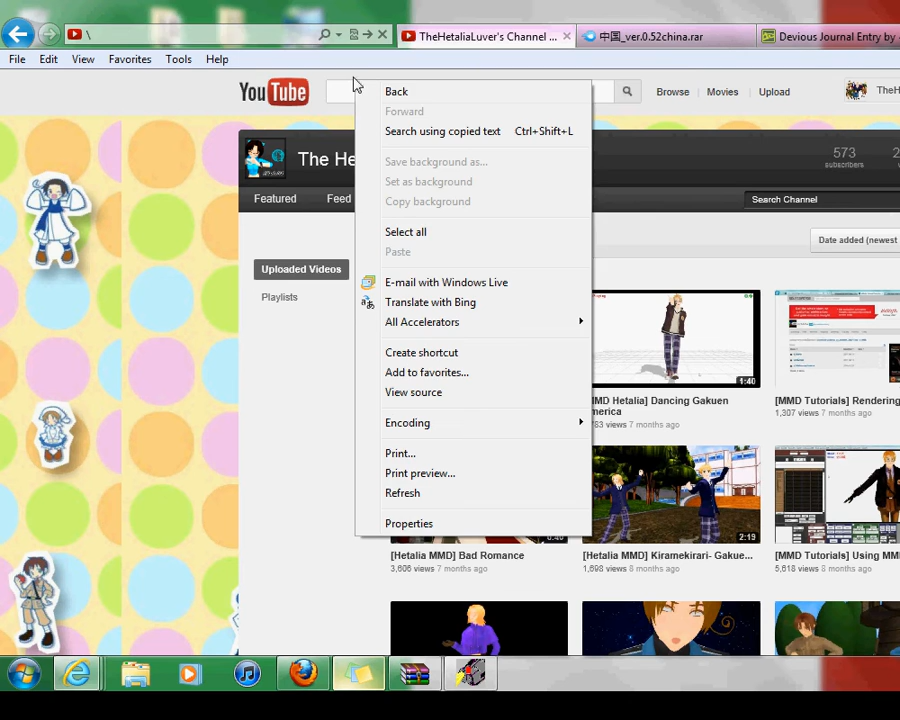 \
TheHetaliaLuver's Channel ...
中国_ver.0.52china.rar
Devious Journal Entry by
File Edit View Favorites Tools Help
YouTube
Browse Movies Upload
TheH
Back
Forward
Search using copied text Ctrl+Shift+L
Save background as...
Set as background
Copy background
Select all
Paste
E-mail with Windows Live
Translate with Bing
All Accelerators
Create shortcut
Add to favorites...
View source
Encoding
Print...
Print preview...
Refresh
Properties
The He
573
subscribers
2
Featured Feed
Search Channel
Date added (newest
Uploaded Videos
Playlists
1:40
[MMD Hetalia] Dancing Gakuen
merica
783 views 7 months ago
[MMD Tutorials] Rendering
1,307 views 7 months ago
2:19
[Hetalia MMD] Bad Romance
3,606 views 7 months ago
[Hetalia MMD] Kiramekirari- Gakue...
1,698 views 8 months ago
[MMD Tutorials] Using MM
5,618 views 8 months ago